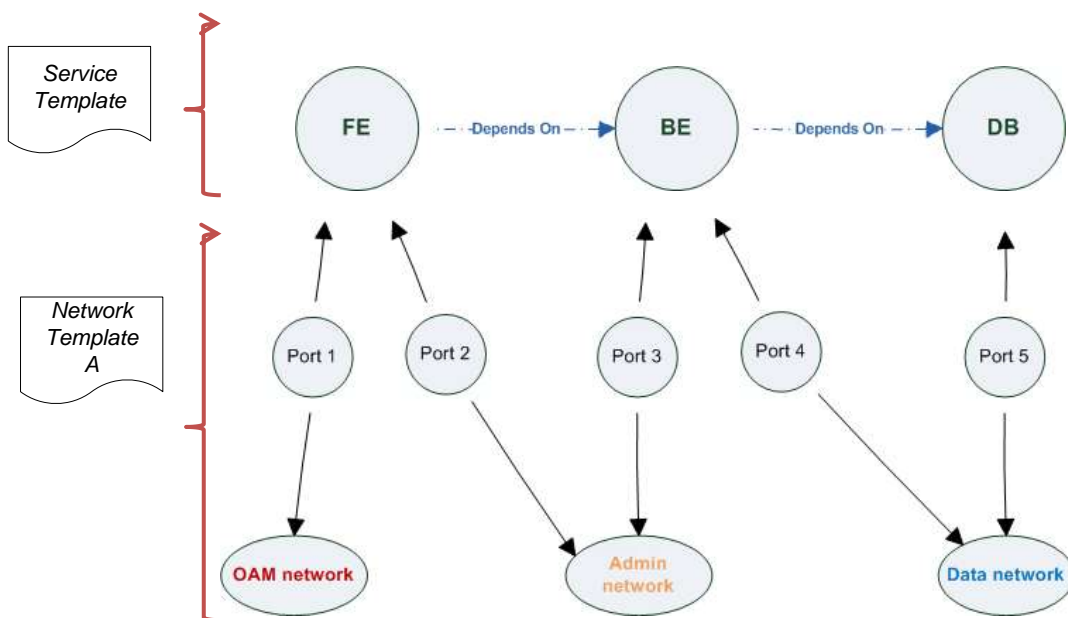 Service
Template
FE
Depends On
BE
Depends On
DB
Network
Template
A
Port 1
Port 2
Port 3
Port 4
Port 5
OAM network
Admin
network
Data network